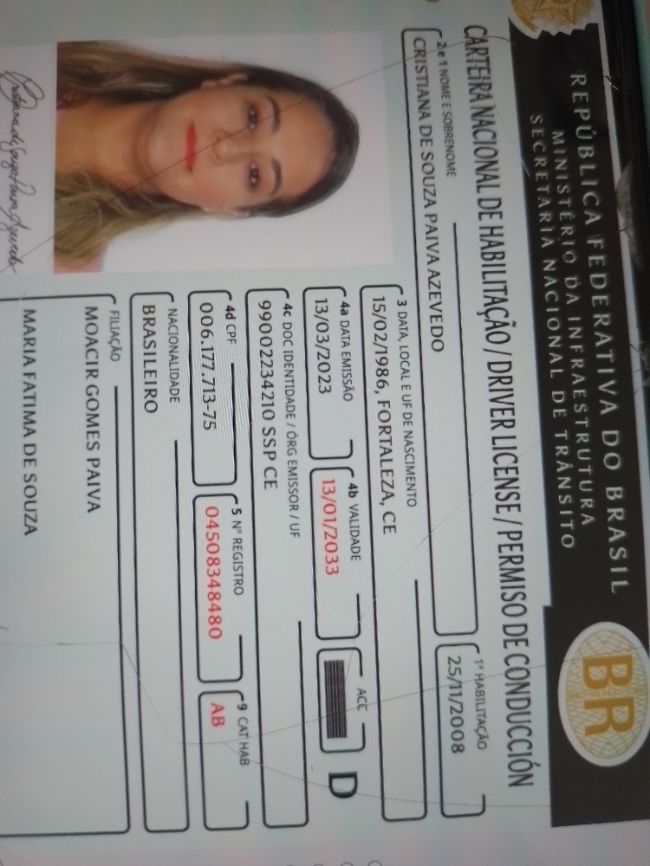 REPÚBLICA FEDERATIVA DO BRASIL
MINISTÉRIO DA INFRAESTRUTURA
SECRETARIA NACIONAL DE TRÂNSITO
BR
CARTEIRA NACIONAL DE HABILITAÇÃO / DRIVER LICENSE / PERMISO DE CONDUCCIÓN
2 e 1 NOME E SOBRENOME
CRISTIANA DE SOUZA PAIVA AZEVEDO
1ª HABILITAÇÃO
25/11/2008
3 DATA, LOCAL E UF DE NASCIMENTO
15/02/1986, FORTALEZA, CE
4a DATA EMISSÃO
13/03/2023
4b VALIDADE
13/01/2033
ACC
D
4c DOC IDENTIDADE / ÓRG EMISSOR / UF
99002234210 SSP CE
4d CPF
006.177.713-75
5 Nº REGISTRO
04508348480
9 CAT HAB
AB
NACIONALIDADE
BRASILEIRO
FILIAÇÃO
MOACIR GOMES PAIVA
MARIA FATIMA DE SOUZA